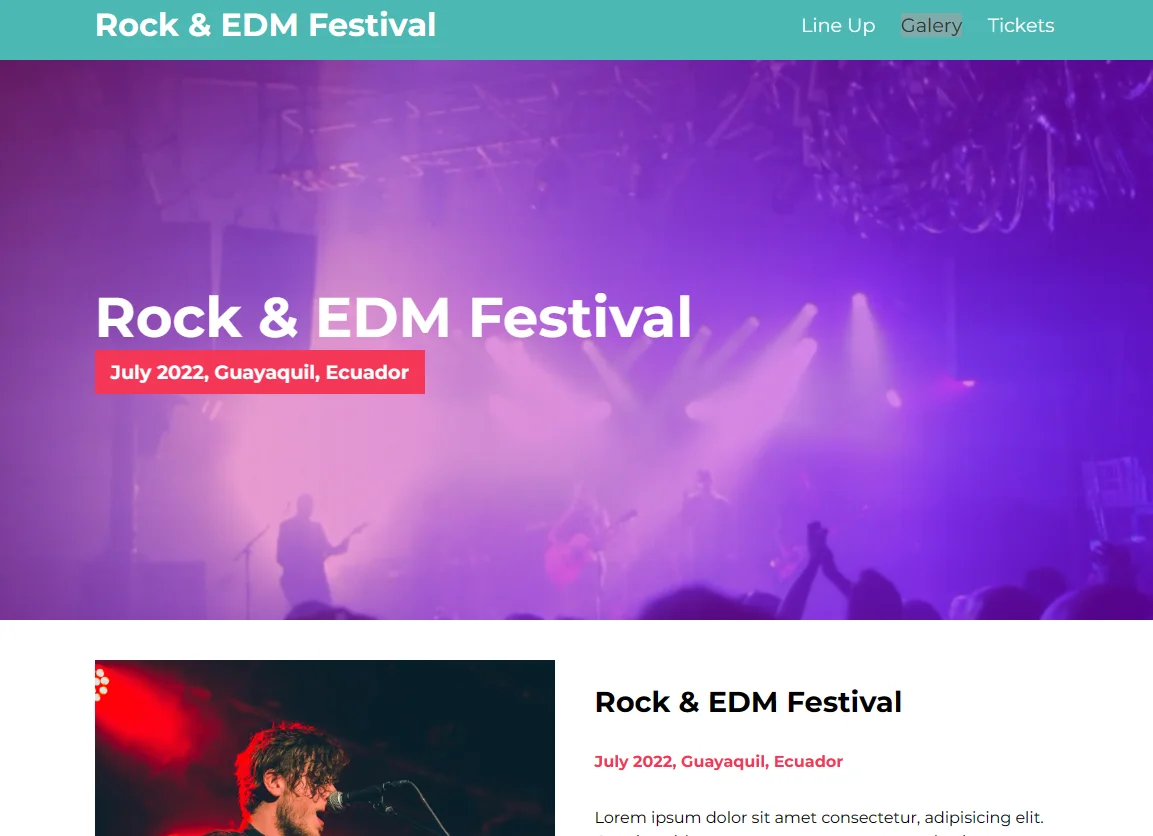 Rock & EDM Festival
Line Up Galery Tickets
Rock & EDM Festival
July 2022, Guayaquil, Ecuador
Rock & EDM Festival
July 2022, Guayaquil, Ecuador
Lorem ipsum dolor sit amet consectetur, adipisicing elit.